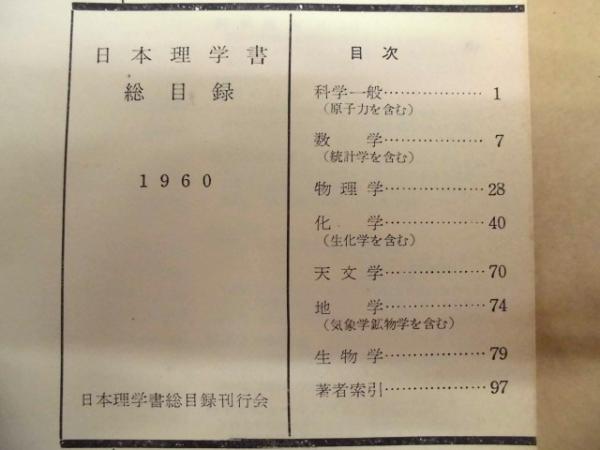 日本理学書
総目録
1960
日本理学書総目録刊行会
目次
科学一般………………1
(原子力を含む)
数学………………7
(統計学を含む)
物理学………………28
化学………………40
(生化学を含む)
天文学………………70
地学………………74
(気象学鉱物学を含む)
生物学………………79
著者索引………………97